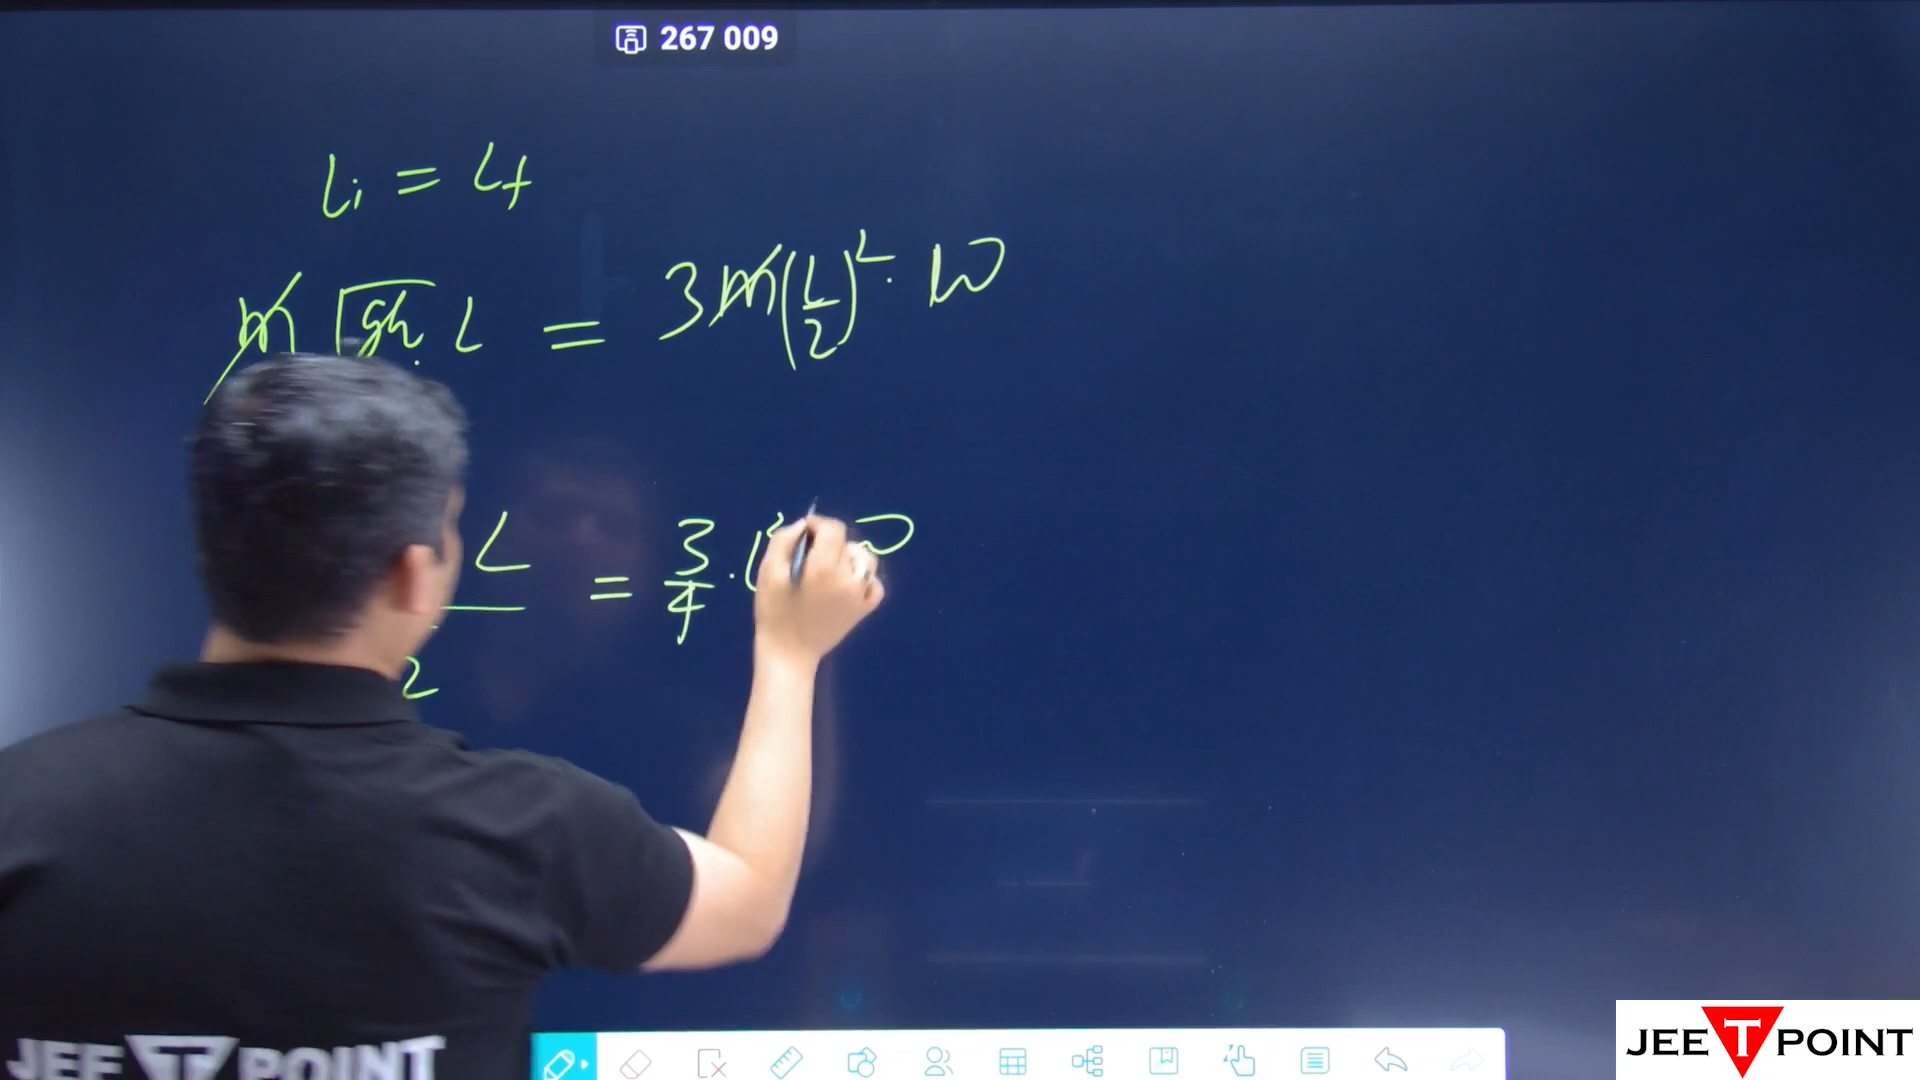 267 009
Li = Lf
m √gh L = 3m(L/2)² · ω
L = 3/4 · L ω
2
JEE T POINT
JEE T POINT